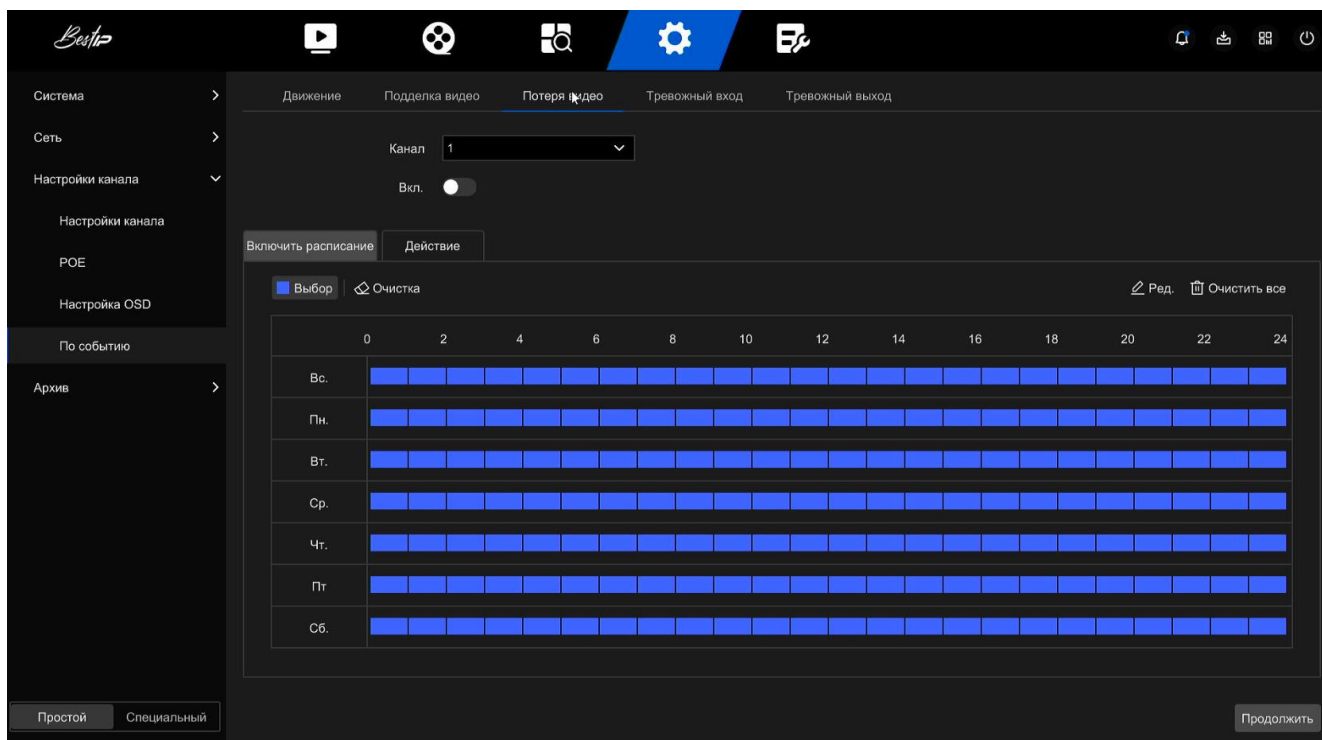 BestIP
Система
Сеть
Настройки канала
Настройки канала
POE
Настройка OSD
По событию
Архив
Простой Специальный
Движение Подделка видео Потеря видео Тревожный вход Тревожный выход
Канал 1
Вкл.
Включить расписание Действие
Выбор Очистка Ред. Очистить все
0 2 4 6 8 10 12 14 16 18 20 22 24
Вс.
Пн.
Вт.
Ср.
Чт.
Пт
Сб.
Продолжить